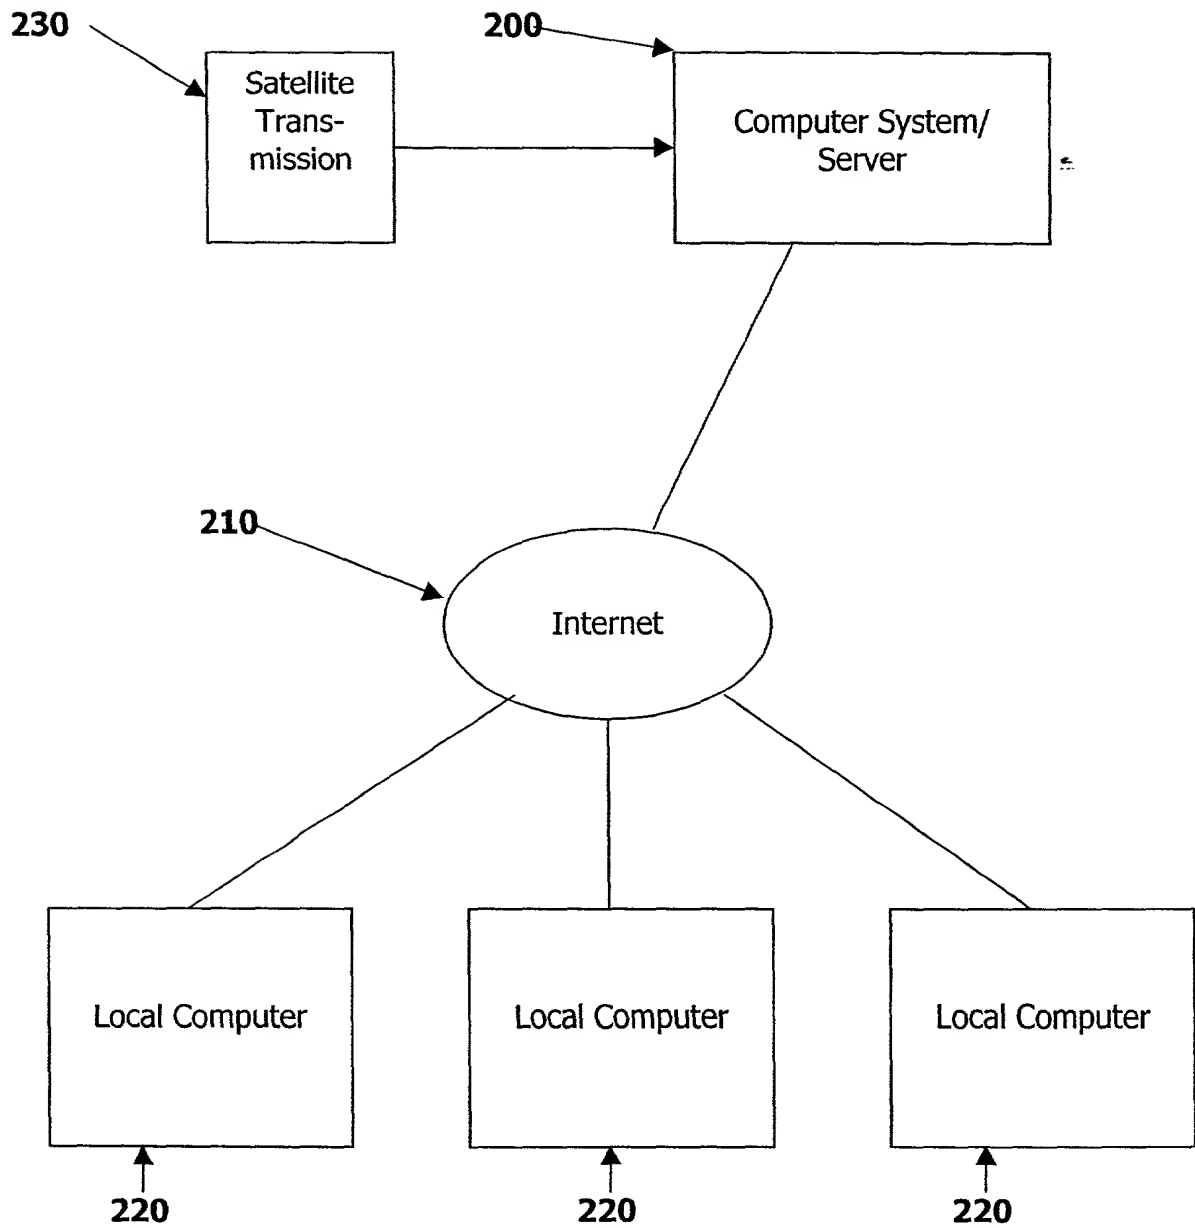 230
200
Satellite
Trans-
mission
Computer System/
Server
210
Internet
Local Computer
Local Computer
Local Computer
220
220
220